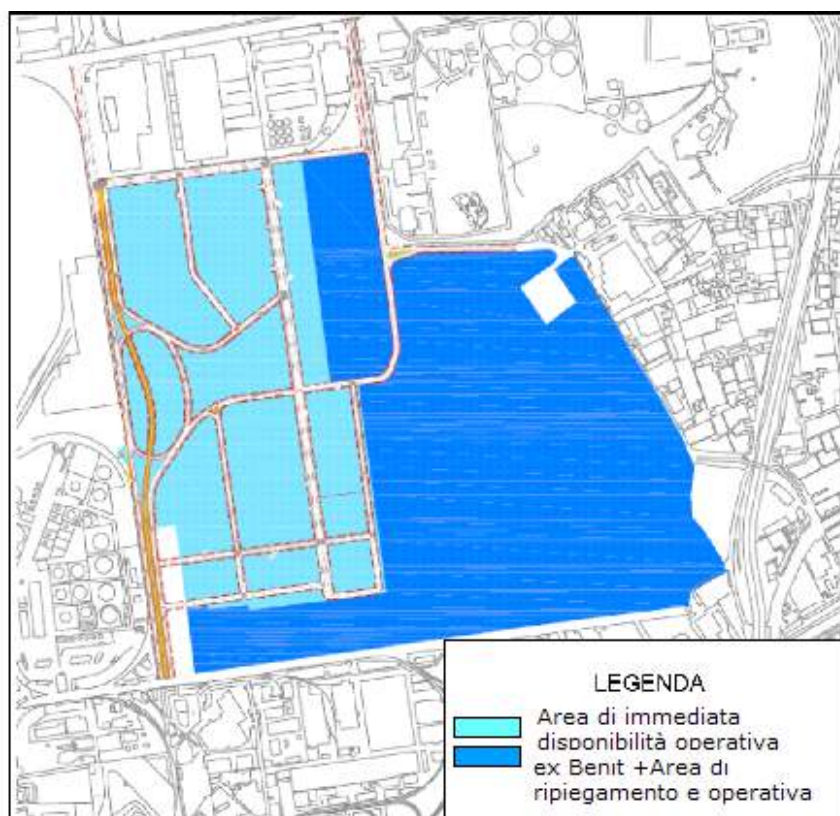 LEGENDA
Area di immediata
disponibilità operativa
ex Benit +Area di
ripiegamento e operativa